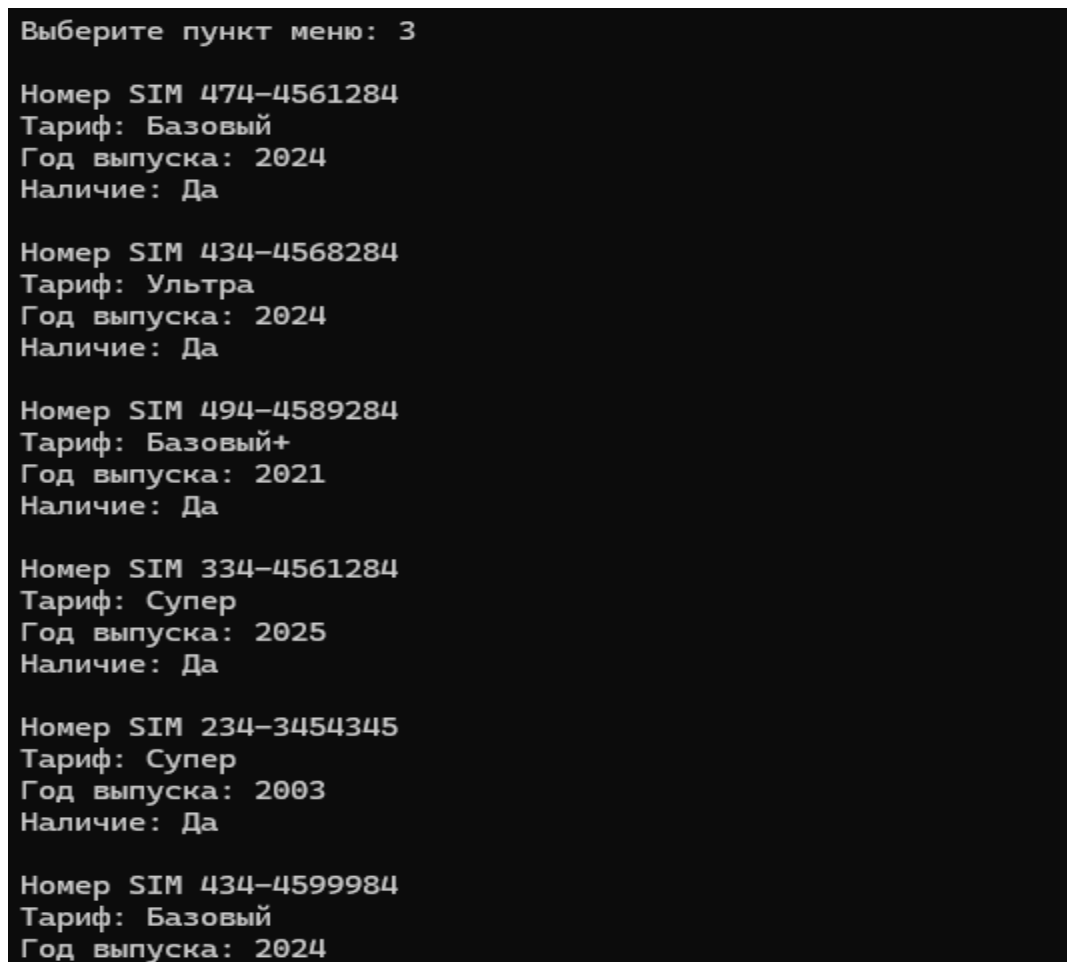 Выберите пункт меню: 3
Номер SIM 474-4561284
Тариф: Базовый
Год выпуска: 2024
Наличие: Да
Номер SIM 434-4568284
Тариф: Ультра
Год выпуска: 2024
Наличие: Да
Номер SIM 494-4589284
Тариф: Базовый+
Год выпуска: 2021
Наличие: Да
Номер SIM 334-4561284
Тариф: Супер
Год выпуска: 2025
Наличие: Да
Номер SIM 234-3454345
Тариф: Супер
Год выпуска: 2003
Наличие: Да
Номер SIM 434-4599984
Тариф: Базовый
Год выпуска: 2024